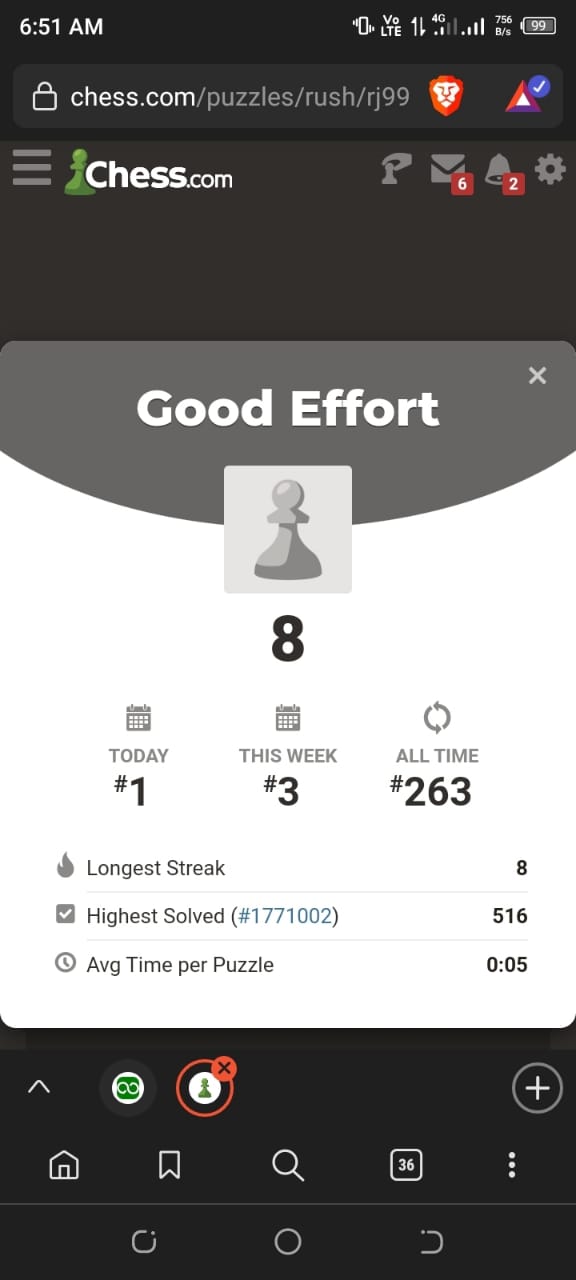 6:51 AM
Vo LTE 4G 756 B/s 99
chess.com/puzzles/rush/rj99
Chess.com
6 2
Good Effort
8
TODAY THIS WEEK ALL TIME
#1 #3 #263
Longest Streak 8
Highest Solved (#1771002) 516
Avg Time per Puzzle 0:05
36